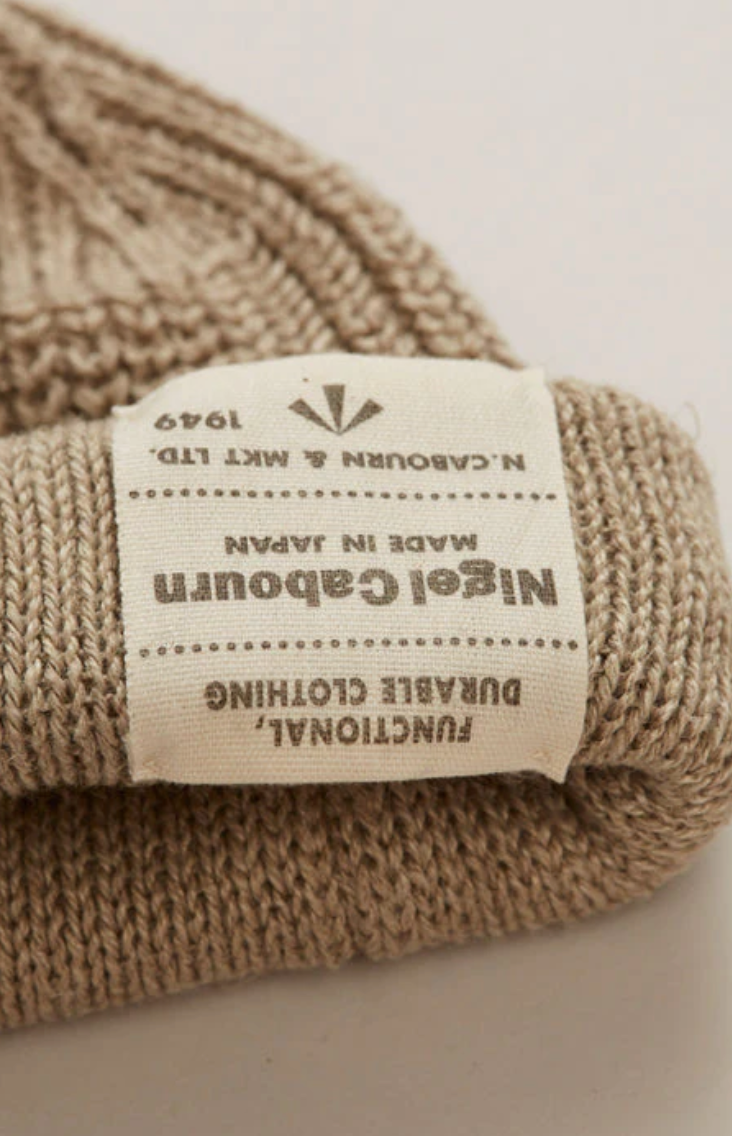 FUNCTIONAL,
DURABLE CLOTHING
Nigel Cabourn
MADE IN JAPAN
N.CABOURN & MKT LTD.
1949